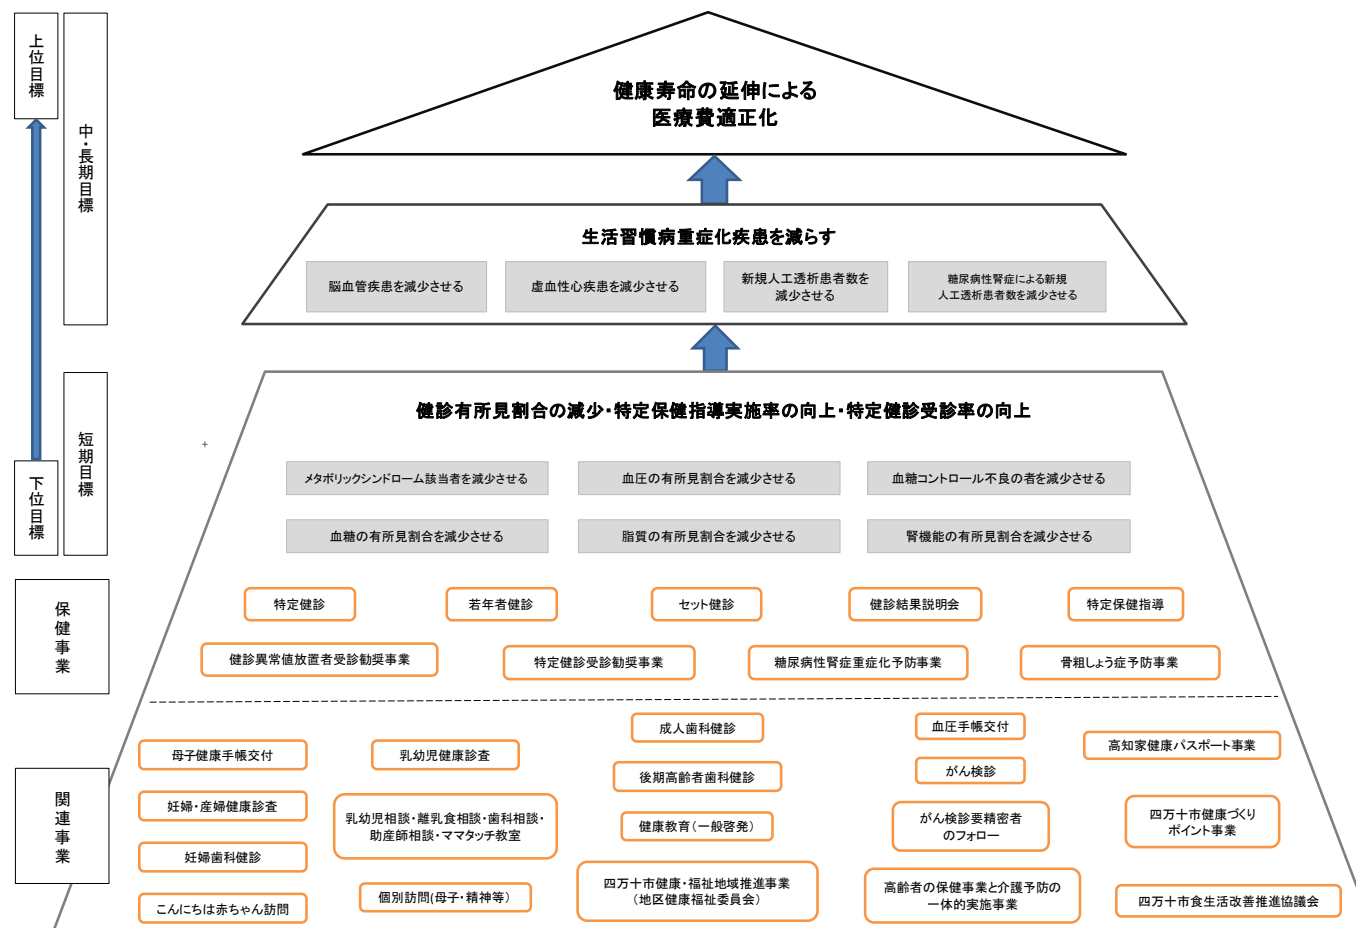 上位目標
中・長期目標
健康寿命の延伸による
医療費適正化
生活習慣病重症化疾患を減らす
脳血管疾患を減少させる
虚血性心疾患を減少させる
新規人工透析患者数を
減少させる
糖尿病性腎症による新規
人工透析患者数を減少させる
短期目標
下位目標
健診有所見割合の減少・特定保健指導実施率の向上・特定健診受診率の向上
メタボリックシンドローム該当者を減少させる
血圧の有所見割合を減少させる
血糖コントロール不良の者を減少させる
血糖の有所見割合を減少させる
脂質の有所見割合を減少させる
腎機能の有所見割合を減少させる
保健事業
特定健診
若年者健診
セット健診
健診結果説明会
特定保健指導
健診異常値放置者受診勧奨事業
特定健診受診勧奨事業
糖尿病性腎症重症化予防事業
骨粗しょう症予防事業
関連事業
母子健康手帳交付
妊婦・産婦健康診査
妊婦歯科健診
こんにちは赤ちゃん訪問
乳幼児健康診査
乳幼児相談・離乳食相談・歯科相談・
助産師相談・ママタッチ教室
個別訪問(母子・精神等)
成人歯科健診
後期高齢者歯科健診
健康教育(一般啓発)
四万十市健康・福祉地域推進事業
(地区健康福祉委員会)
血圧手帳交付
がん検診
がん検診要精密者
のフォロー
高齢者の保健事業と介護予防の
一体的実施事業
高知家健康パスポート事業
四万十市健康づくり
ポイント事業
四万十市食生活改善推進協議会